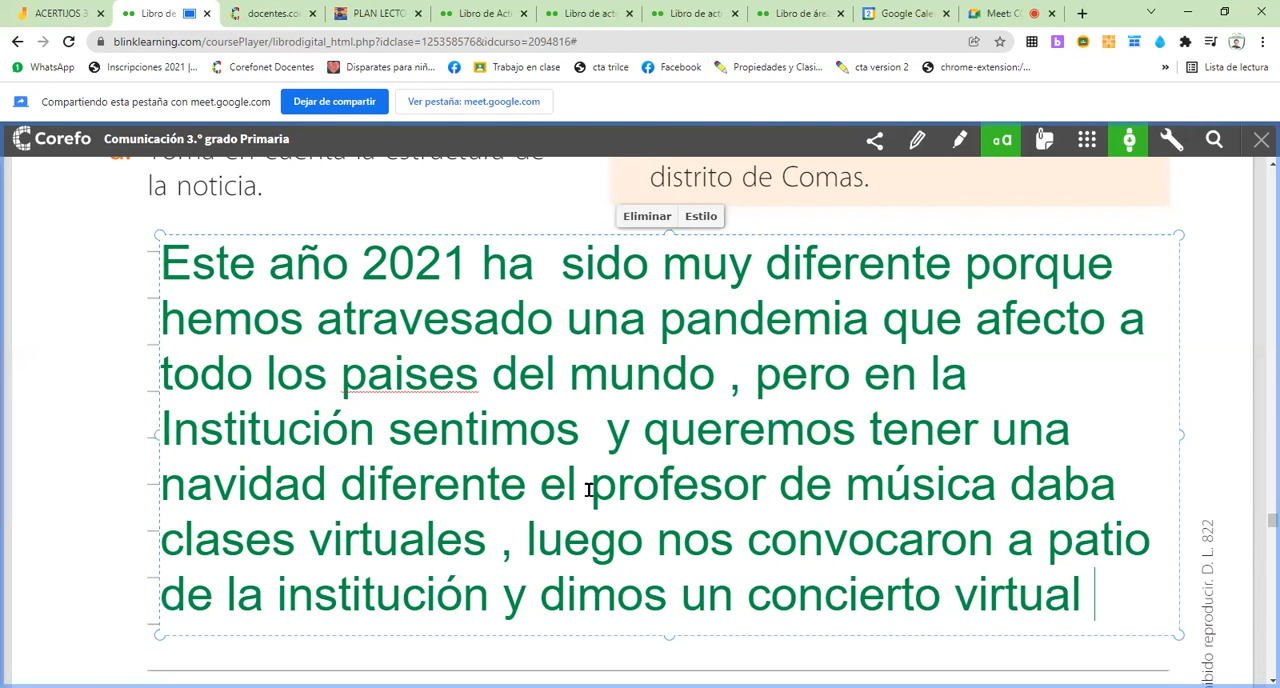 ACERTIJOS 3
Libro de
docentes.co
PLAN LECTO
Libro de Acti
Libro de acti
Libro de acti
Libro de área
Google Cale
Meet: CC
blinklearning.com/coursePlayer/librodigital_html.php?idclase=125358576&idcurso=2094816#
WhatsApp
Inscripciones 2021 |...
Corefonet Docentes
Disparates para niñ...
Trabajo en clase
cta trilce
Facebook
Propiedades y Clasi...
cta version 2
chrome-extension:/...
»
Lista de lectura
Compartiendo esta pestaña con meet.google.com
Dejar de compartir
Ver pestaña: meet.google.com
Corefo
Comunicación 3.º grado Primaria
la noticia.
distrito de Comas.
Eliminar
Estilo
Este año 2021 ha sido muy diferente porque
hemos atravesado una pandemia que afecto a
todo los paises del mundo , pero en la
Institución sentimos y queremos tener una
navidad diferente el profesor de música daba
clases virtuales , luego nos convocaron a patio
de la institución y dimos un concierto virtual
bido reproducir. D. L. 822